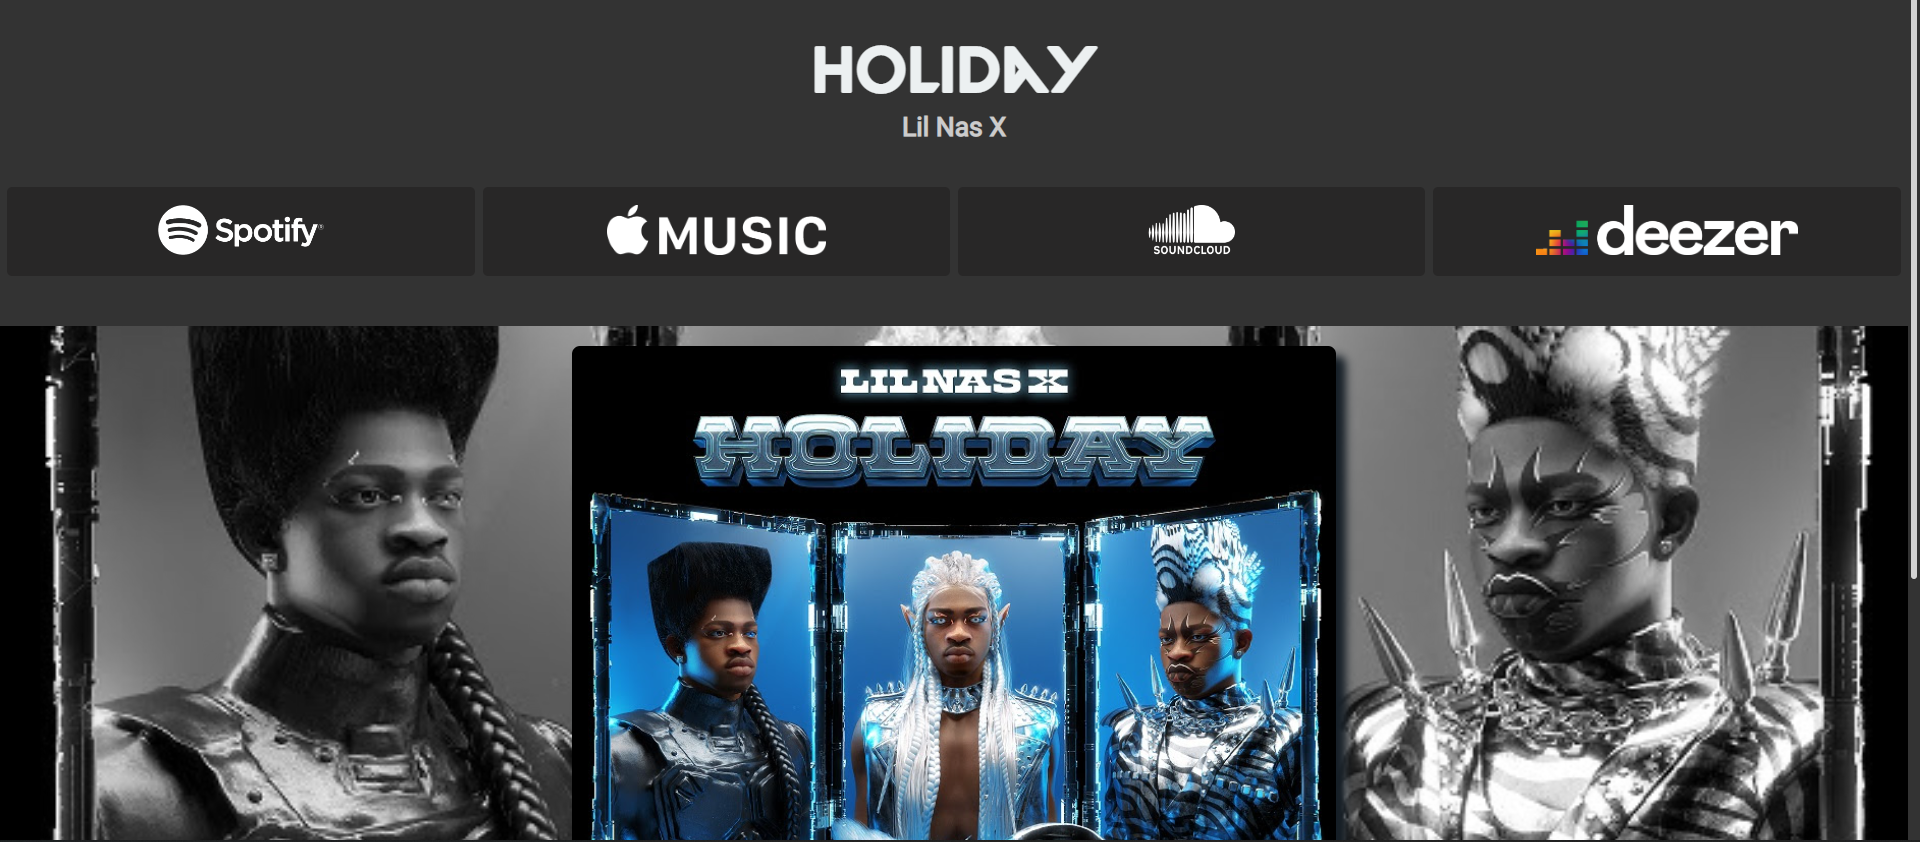 HOLIDAY
Lil Nas X
Spotify
MUSIC
SOUNDCLOUD
deezer
LIL NAS X
HOLIDAY